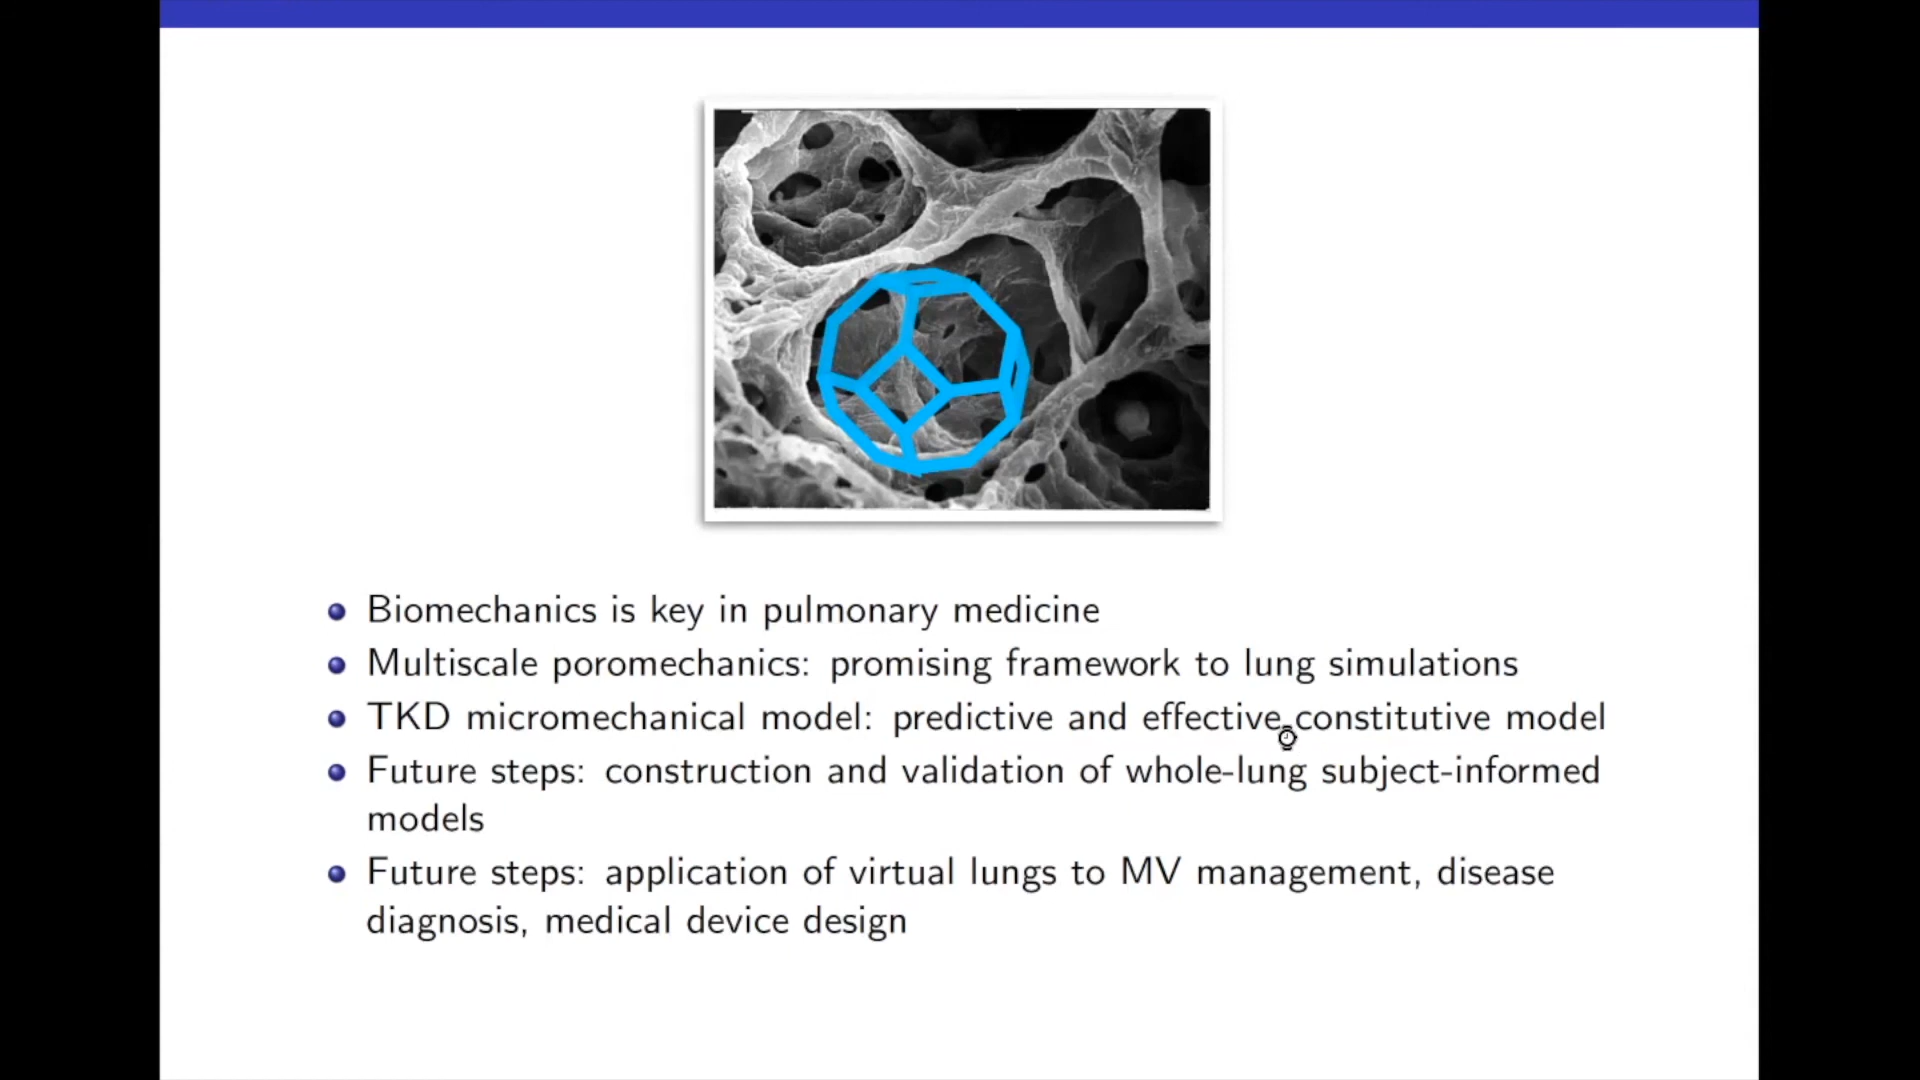 Biomechanics is key in pulmonary medicine
Multiscale poromechanics: promising framework to lung simulations
TKD micromechanical model: predictive and effective constitutive model
Future steps: construction and validation of whole-lung subject-informed
models
Future steps: application of virtual lungs to MV management, disease
diagnosis, medical device design